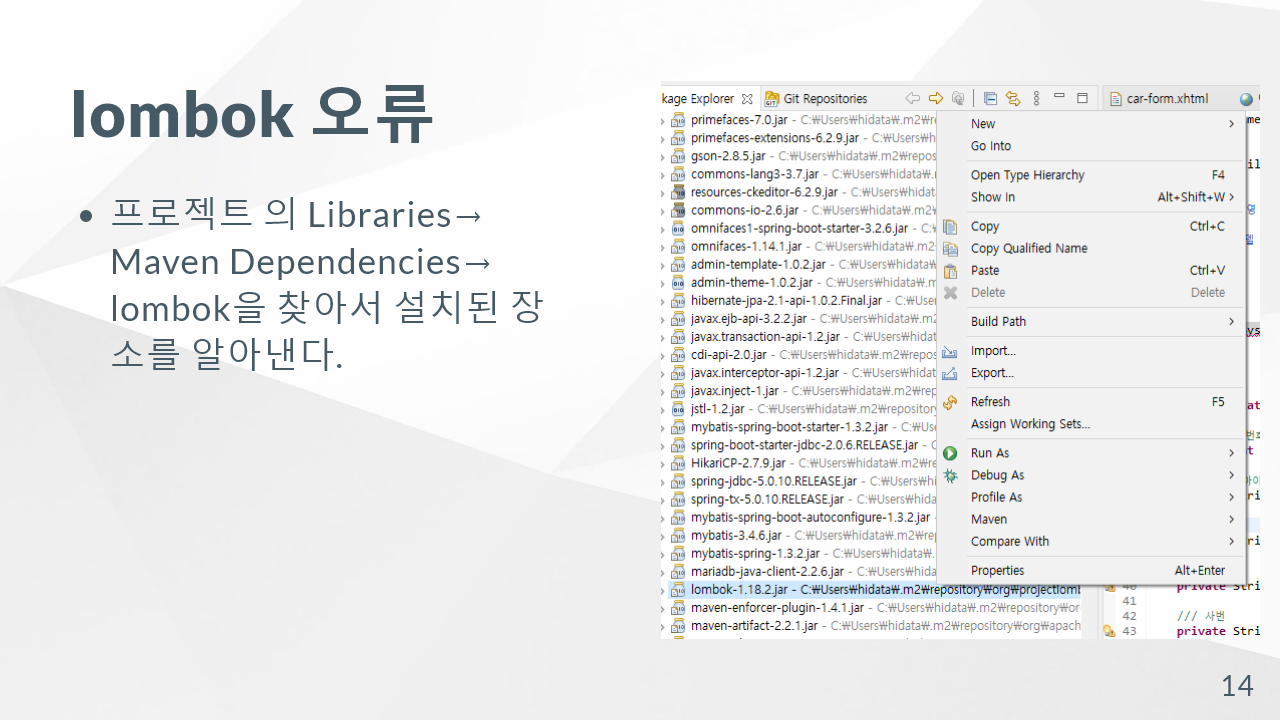 lombok 오류
• 프로젝트 의 Libraries→
Maven Dependencies→
lombok을 찾아서 설치된 장
소를 알아낸다.
kage Explorer
Git Repositories
car-form.xhtml
primefaces-7.0.jar - C:₩Users₩hidata₩.m2₩re
primefaces-extensions-6.2.9.jar - C:₩Users₩h
gson-2.8.5.jar - C:₩Users₩hidata₩.m2₩repos
commons-lang3-3.7.jar - C:₩Users₩hidata₩.m
resources-ckeditor-6.2.9.jar - C:₩Users₩hidata
commons-io-2.6.jar - C:₩Users₩hidata₩.m2₩
omnifaces1-spring-boot-starter-3.2.6.jar - C:₩
omnifaces-1.14.1.jar - C:₩Users₩hidata₩.m2
admin-template-1.0.2.jar - C:₩Users₩hidata₩
admin-theme-1.0.2.jar - C:₩Users₩hidata₩.m
hibernate-jpa-2.1-api-1.0.2.Final.jar - C:₩Users
javax.ejb-api-3.2.2.jar - C:₩Users₩hidata₩.m2
javax.transaction-api-1.2.jar - C:₩Users₩hidat
cdi-api-2.0.jar - C:₩Users₩hidata₩.m2₩repos
javax.interceptor-api-1.2.jar - C:₩Users₩hidat
javax.inject-1.jar - C:₩Users₩hidata₩.m2₩rep
jstl-1.2.jar - C:₩Users₩hidata₩.m2₩repository
mybatis-spring-boot-starter-1.3.2.jar - C:₩Use
spring-boot-starter-jdbc-2.0.6.RELEASE.jar - C
HikariCP-2.7.9.jar - C:₩Users₩hidata₩.m2₩re
spring-jdbc-5.0.10.RELEASE.jar - C:₩Users₩hi
spring-tx-5.0.10.RELEASE.jar - C:₩Users₩hida
mybatis-spring-boot-autoconfigure-1.3.2.jar -
mybatis-3.4.6.jar - C:₩Users₩hidata₩.m2₩rep
mybatis-spring-1.3.2.jar - C:₩Users₩hidata₩.
mariadb-java-client-2.2.6.jar - C:₩Users₩hida
lombok-1.18.2.jar - C:₩Users₩hidata₩.m2₩repository₩org₩projectlomb
maven-enforcer-plugin-1.4.1.jar - C:₩Users₩hidata₩.m2₩repository₩or
maven-artifact-2.2.1.jar - C:₩Users₩hidata₩.m2₩repository₩org₩apach
New
Go Into
Open Type Hierarchy F4
Show In Alt+Shift+W
Copy Ctrl+C
Copy Qualified Name
Paste Ctrl+V
Delete Delete
Build Path
Import...
Export...
Refresh F5
Assign Working Sets...
Run As
Debug As
Profile As
Maven
Compare With
Properties Alt+Enter
private Stri
41
42 /// 사번
43 private Stri
14